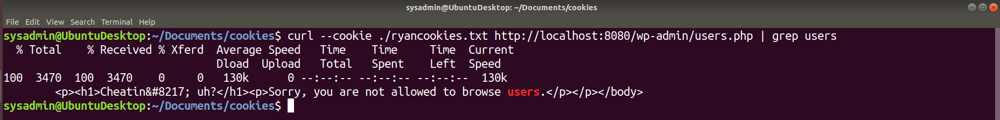 sysadmin@UbuntuDesktop: ~/Documents/cookies
File Edit View Search Terminal Help
sysadmin@UbuntuDesktop:~/Documents/cookies$ curl --cookie ./ryancookies.txt http://localhost:8080/wp-admin/users.php | grep users
  % Total    % Received % Xferd  Average Speed   Time    Time     Time  Current
                                 Dload  Upload   Total   Spent    Left  Speed
100  3470  100  3470    0     0   130k      0 --:--:-- --:--:-- --:--:--  130k
        <p><h1>Cheatin&#8217; uh?</h1><p>Sorry, you are not allowed to browse users.</p></p></body>
sysadmin@UbuntuDesktop:~/Documents/cookies$